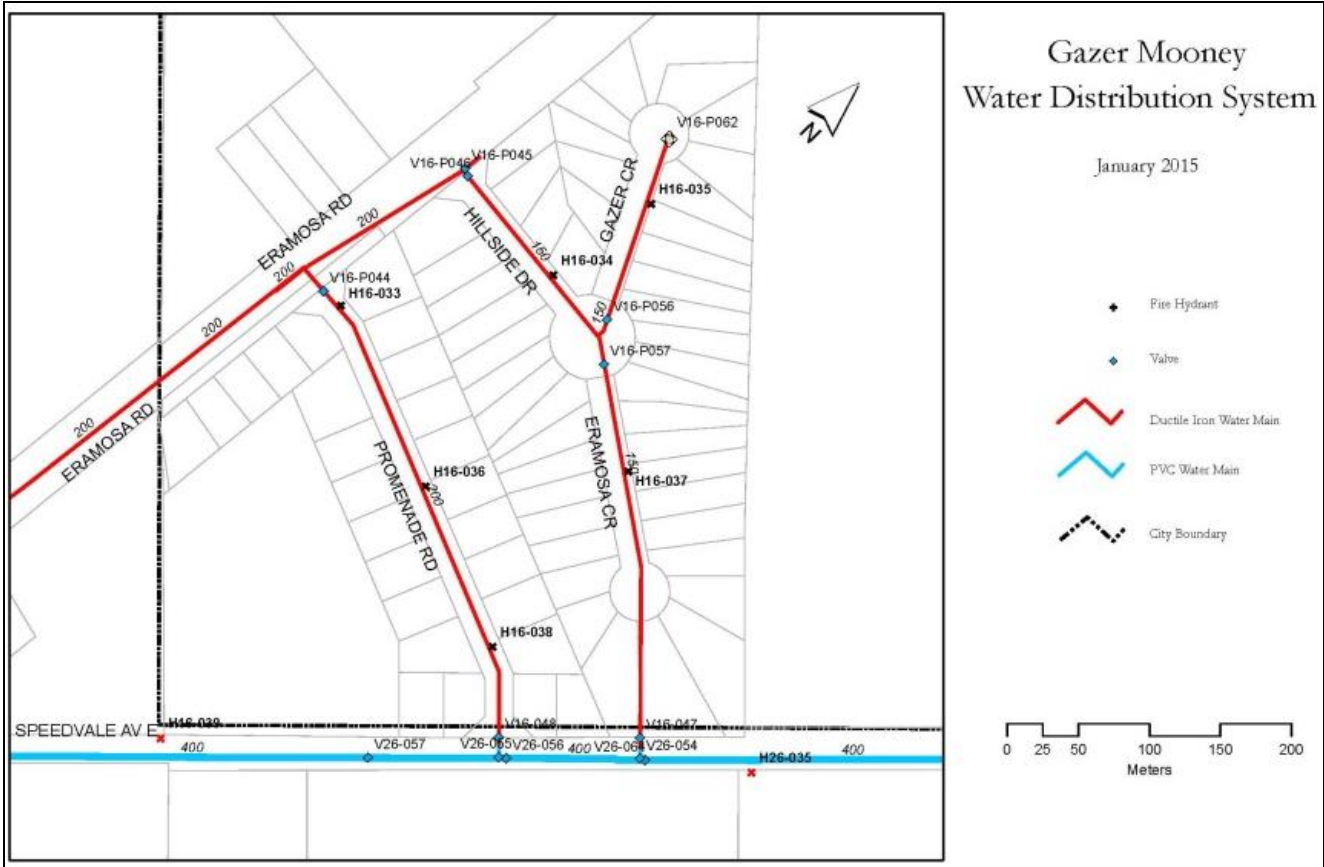 Gazer Mooney
Water Distribution System
January 2015
Fire Hydrant
Valve
Ductile Iron Water Main
PVC Water Main
City Boundary
0 25 50 100 150 200
Meters
N
V16-P062
V16-P045
V16-P046
H16-035
GAZER CR
ERAMOSA RD
200
HILLSIDE DR
150
H16-034
200
V16-P044
H16-033
V16-P056
150
200
V16-P057
200
ERAMOSA RD
PROMENADE RD
H16-036
200
ERAMOSA CR
150
H16-037
H16-038
SPEEDVALE AV E
H16-039
V16-048
V16-047
400
V26-057
V26-055
V26-056
400
V26-064
V26-054
400
H26-035